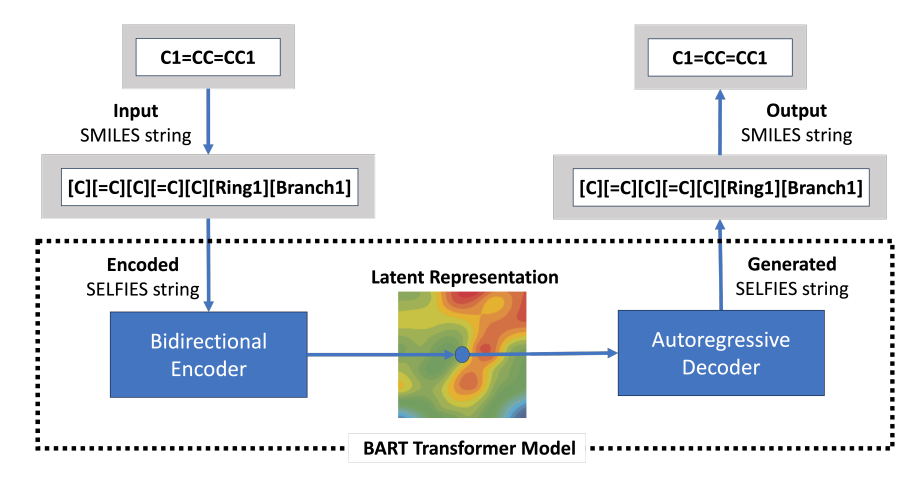 C1=CC=CC1
Input
SMILES string
[C][=C][C][=C][C][Ring1][Branch1]
Encoded
SELFIES string
Bidirectional
Encoder
Latent Representation
C1=CC=CC1
Output
SMILES string
[C][=C][C][=C][C][Ring1][Branch1]
Generated
SELFIES string
Autoregressive
Decoder
BART Transformer Model